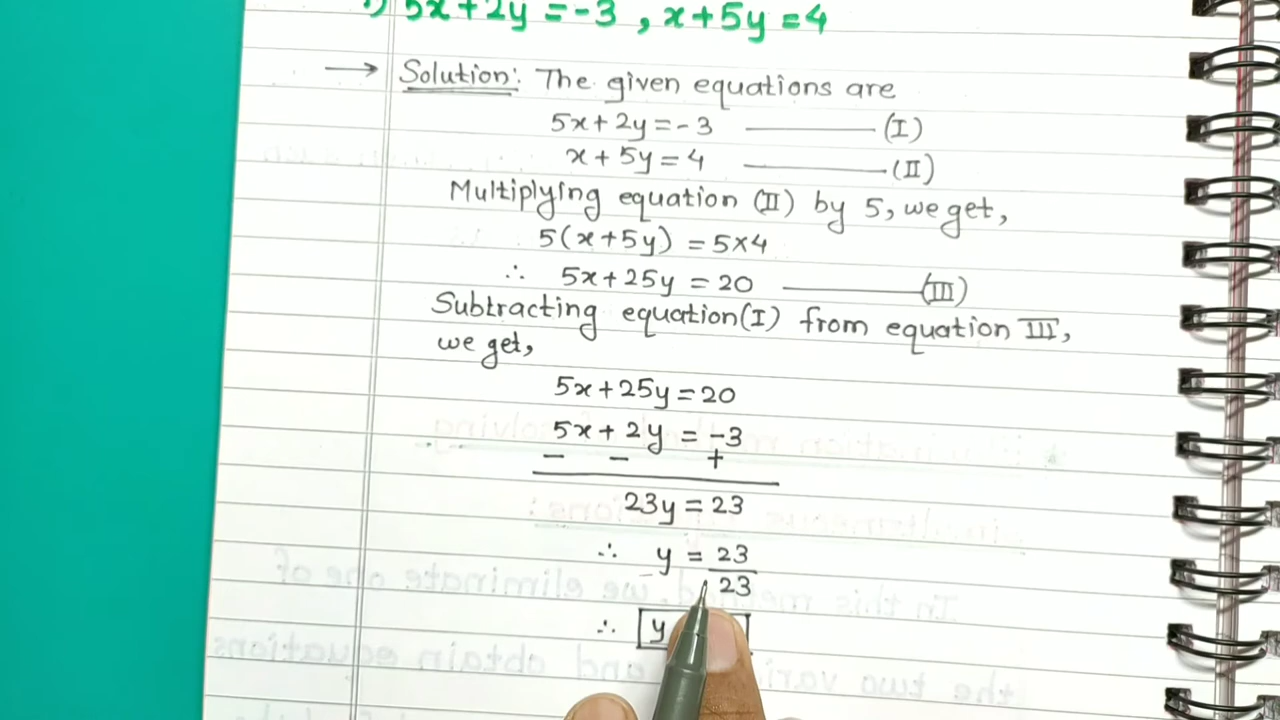 1) 5x+2y=-3, x+5y=4
→ Solution: The given equations are
5x+2y=-3 ———(I)
x+5y=4 ———(II)
Multiplying equation (II) by 5, we get,
5(x+5y) = 5×4
∴ 5x+25y = 20 ———(III)
Subtracting equation(I) from equation III,
we get,
5x+25y=20
5x+2y = -3
- - +
23y = 23
∴ y = 23/23
∴ y